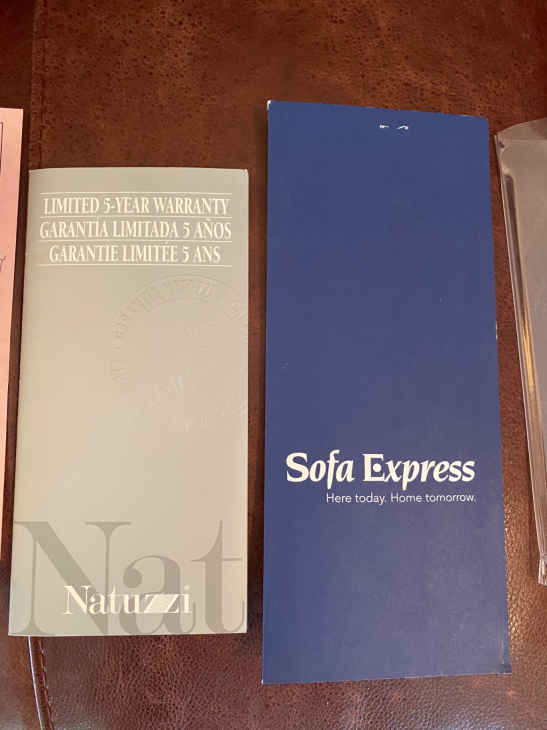 LIMITED 5-YEAR WARRANTY
GARANTÍA LIMITADA 5 AÑOS
GARANTIE LIMITÉE 5 ANS
Nat
Natuzzi
Sofa Express
Here today. Home tomorrow.